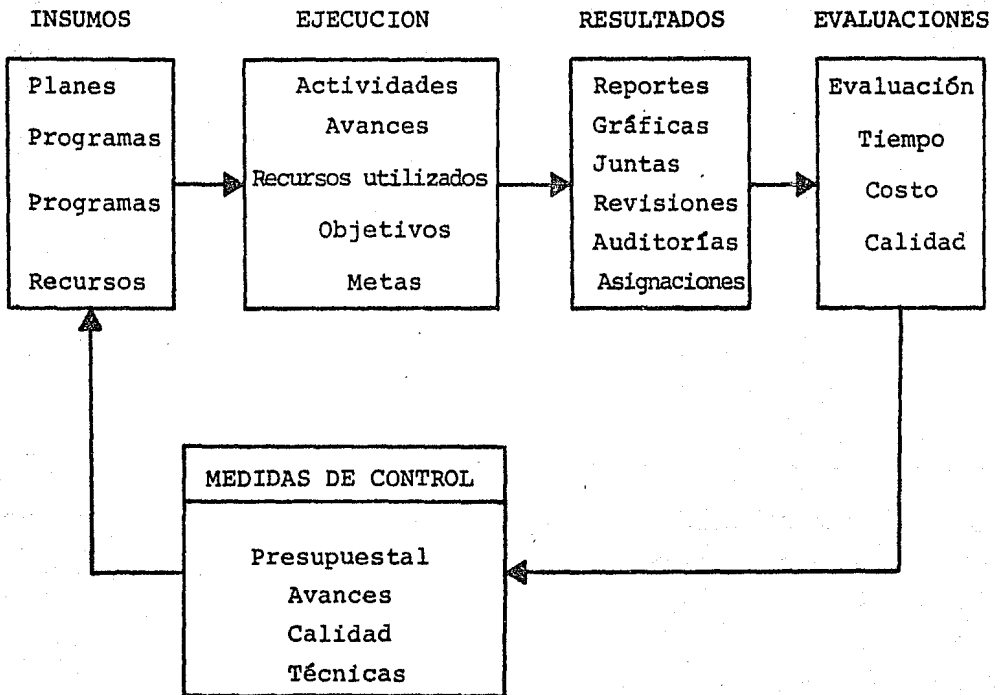 INSUMOS
EJECUCION
RESULTADOS
EVALUACIONES
Planes
Programas
Programas
Recursos
Actividades
Avances
Recursos utilizados
Objetivos
Metas
Reportes
Gráficas
Juntas
Revisiones
Auditorías
Asignaciones
Evaluación
Tiempo
Costo
Calidad
MEDIDAS DE CONTROL
Presupuestal
Avances
Calidad
Técnicas